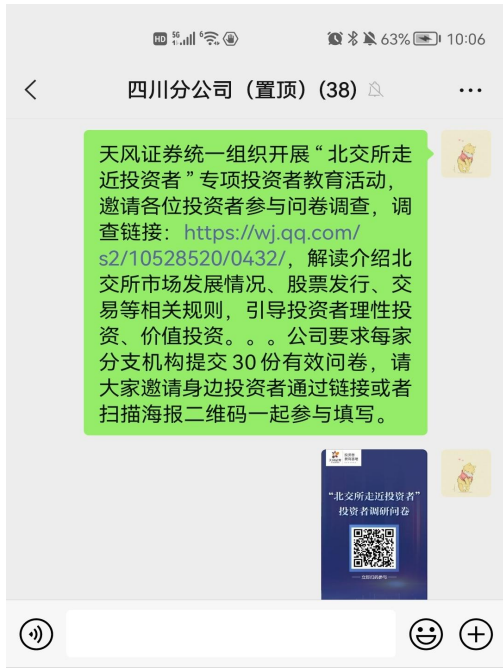 HD 5G 6 63% 10:06
四川分公司（置顶）(38)
天风证券统一组织开展“北交所走
近投资者”专项投资者教育活动，
邀请各位投资者参与问卷调查，调
查链接：https://wj.qq.com/
s2/10528520/0432/，解读介绍北
交所市场发展情况、股票发行、交
易等相关规则，引导投资者理性投
资、价值投资。。。公司要求每家
分支机构提交30份有效问卷，请
大家邀请身边投资者通过链接或者
扫描海报二维码一起参与填写。
“北交所走近投资者”
投资者调研问卷